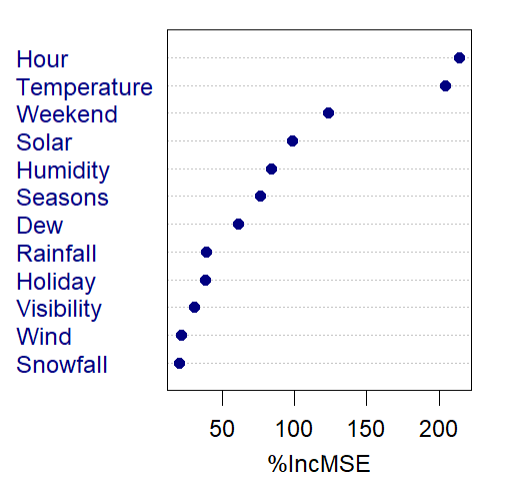 Hour
Temperature
Weekend
Solar
Humidity
Seasons
Dew
Rainfall
Holiday
Visibility
Wind
Snowfall
50 100 150 200
%IncMSE